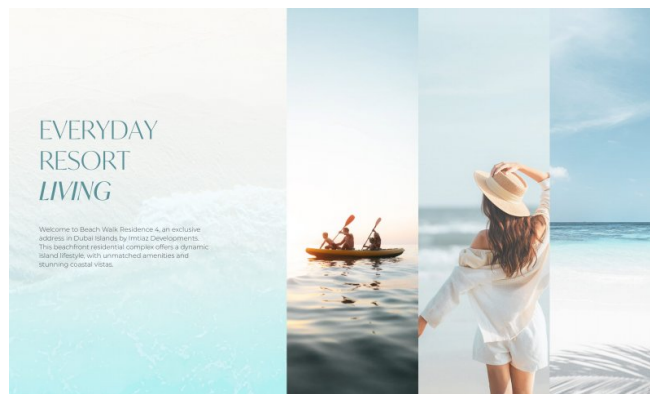 EVERYDAY
RESORT
LIVING
Welcome to Beach Walk Residence 4, an exclusive
address in Dubai Islands by Imtiaz Developments.
This beachfront residential complex offers a dynamic
island lifestyle, with unmatched amenities and
stunning coastal vistas.